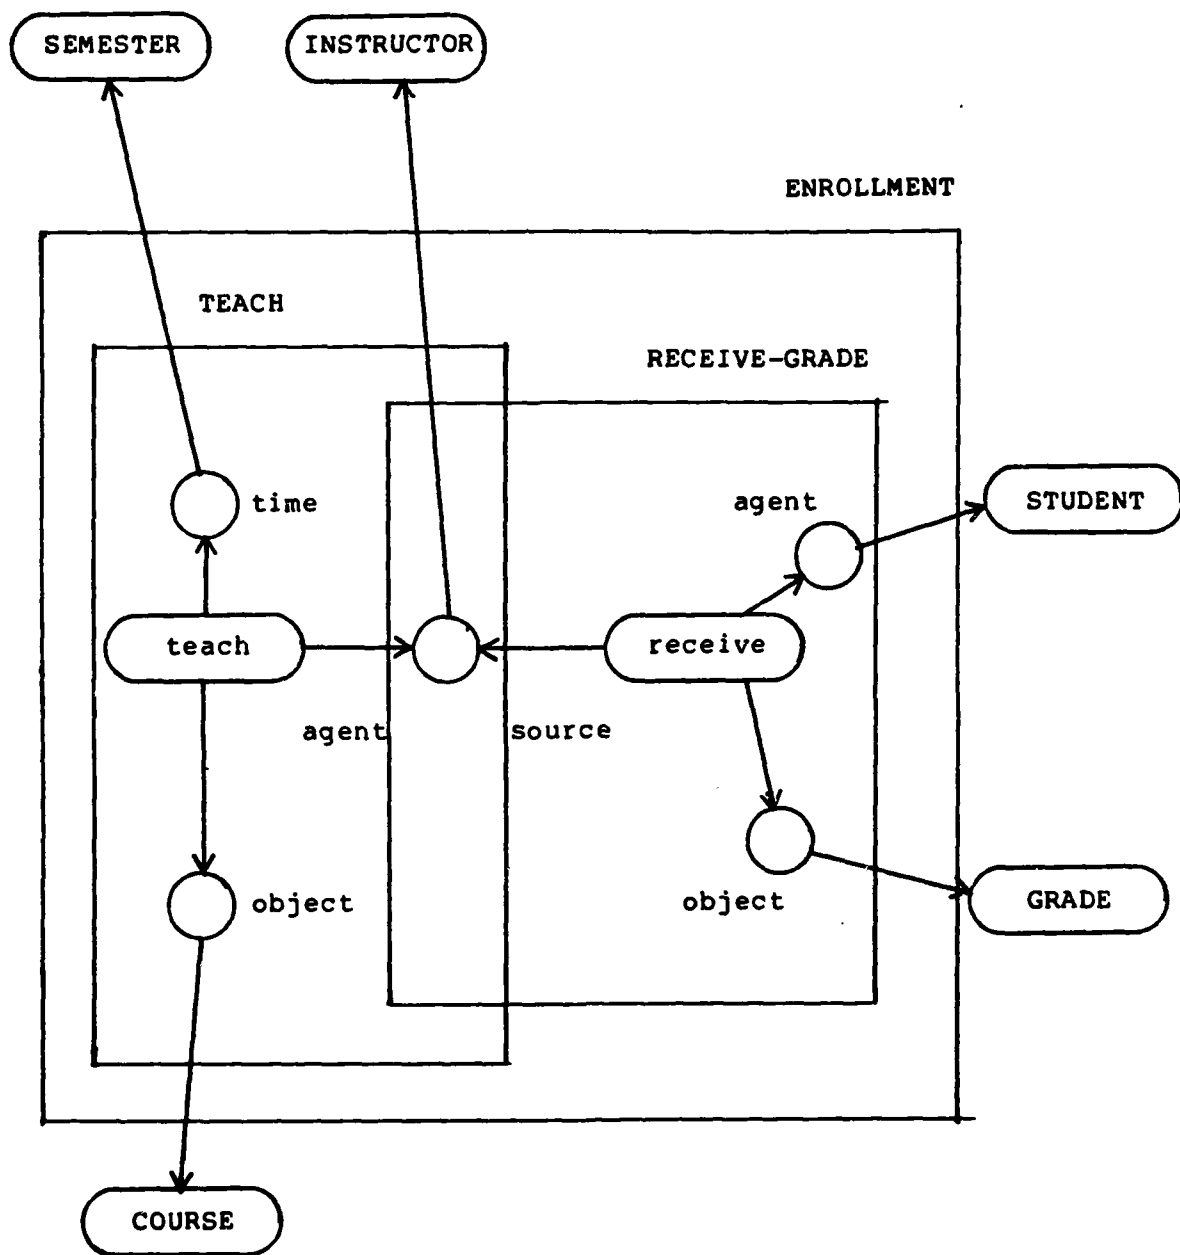 SEMESTER
INSTRUCTOR
ENROLLMENT
TEACH
RECEIVE-GRADE
time
agent
STUDENT
teach
receive
agent
source
object
object
GRADE
COURSE